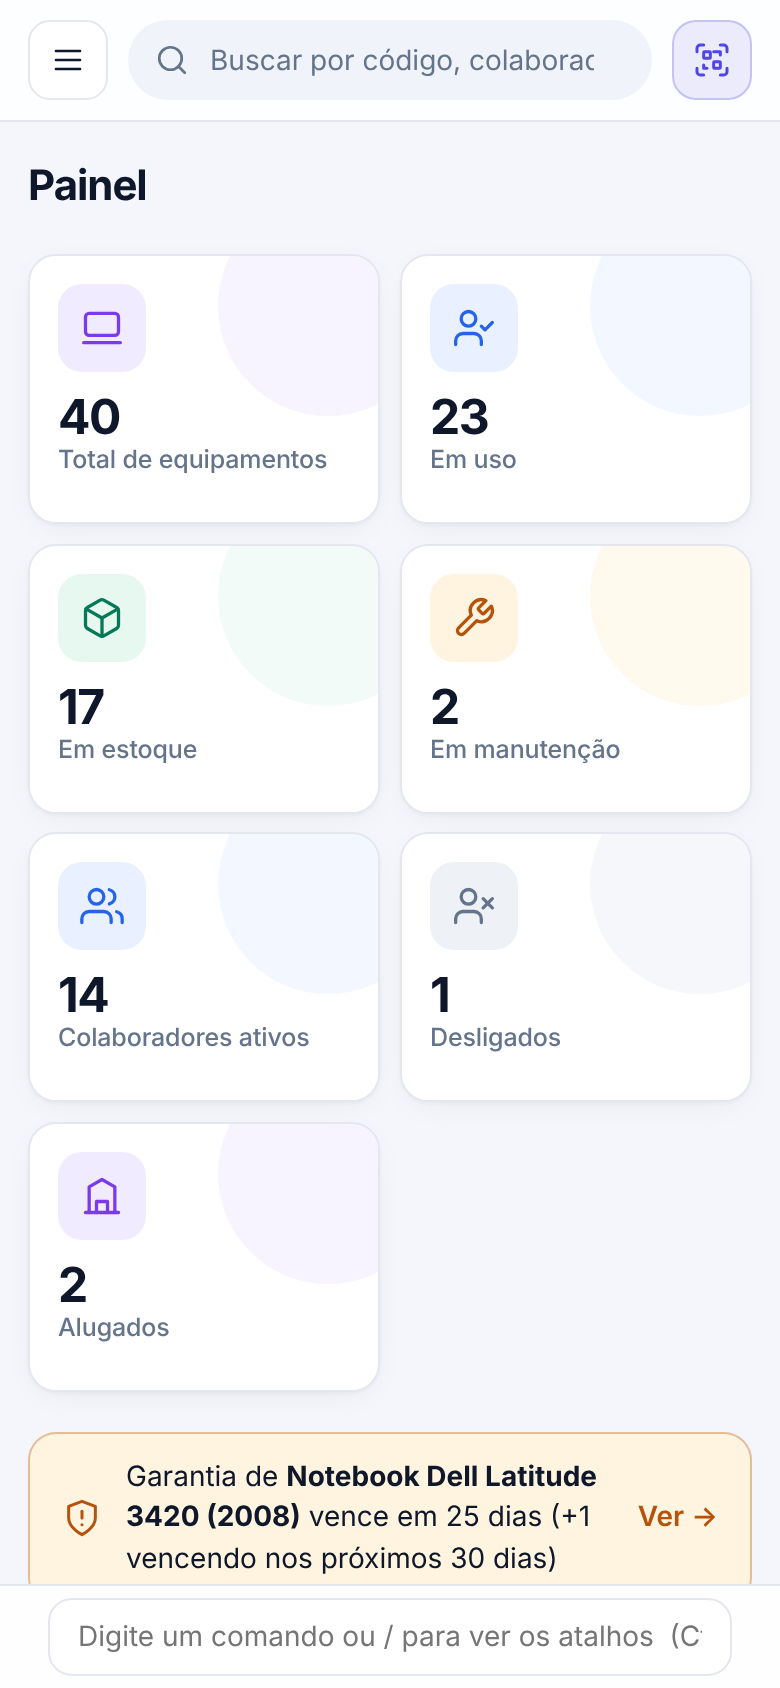 Buscar por código, colaborac
Painel
40
Total de equipamentos
23
Em uso
17
Em estoque
2
Em manutenção
14
Colaboradores ativos
1
Desligados
2
Alugados
Garantia de Notebook Dell Latitude
3420 (2008) vence em 25 dias (+1
vencendo nos próximos 30 dias)
Ver →
Digite um comando ou / para ver os atalhos (C